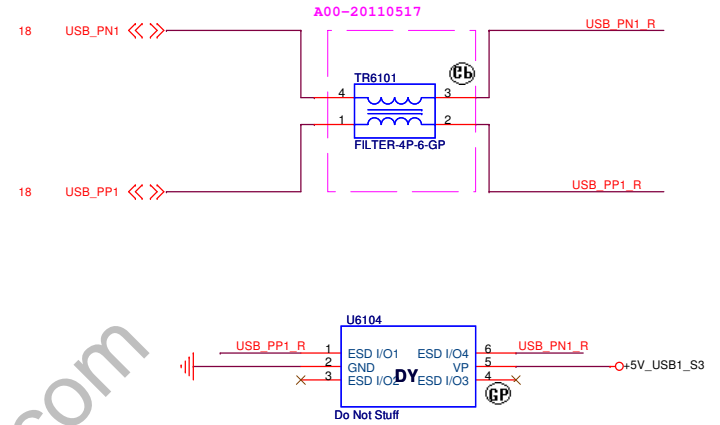 A00-20110517
18 USB_PN1 USB_PN1_R
TR6101
4 3
1 2
FILTER-4P-6-GP
18 USB_PP1 USB_PP1_R
U6104
USB_PP1_R 1 ESD I/O1 ESD I/O4 6 USB_PN1_R
2 GND VP 5 +5V_USB1_S3
3 ESD I/O2 DY ESD I/O3 4
GP
Do Not Stuff
com